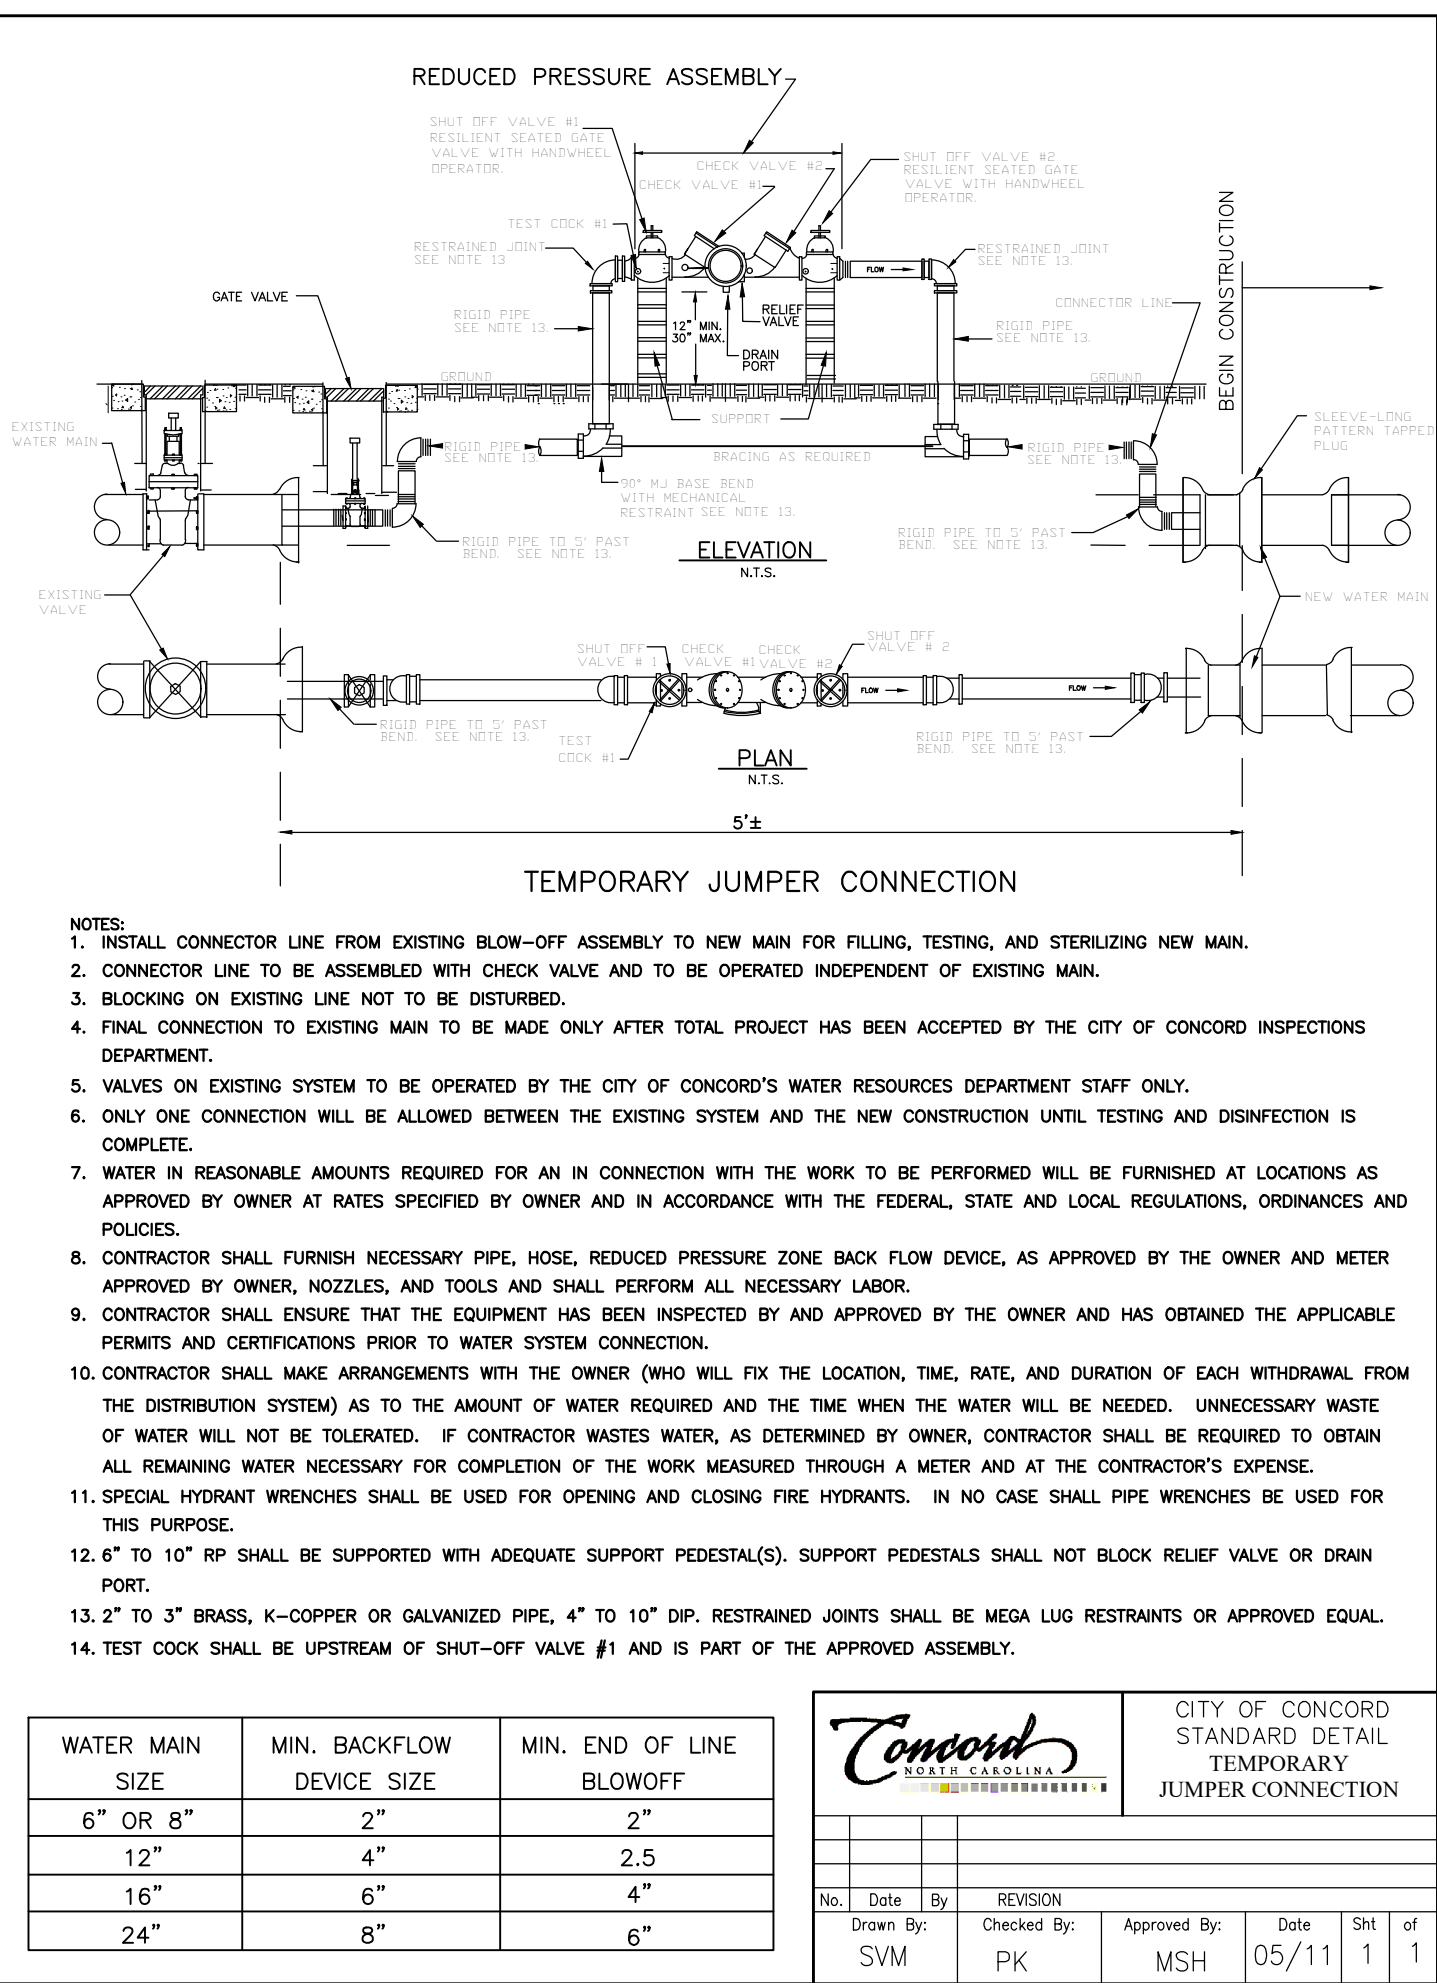 REDUCED PRESSURE ASSEMBLY
SHUT OFF VALVE #1
RESILIENT SEATED GATE
VALVE WITH HANDWHEEL
OPERATOR.
CHECK VALVE #2
CHECK VALVE #1
SHUT OFF VALVE #2
RESILIENT SEATED GATE
VALVE WITH HANDWHEEL
OPERATOR.
TEST COCK #1
RESTRAINED JOINT
SEE NOTE 13
RESTRAINED JOINT
SEE NOTE 13.
FLOW
GATE VALVE
RIGID PIPE
SEE NOTE 13.
12" MIN.
30" MAX.
RELIEF
VALVE
DRAIN
PORT
RIGID PIPE
SEE NOTE 13.
CONNECTOR LINE
BEGIN CONSTRUCTION
GROUND
GROUND
SUPPORT
EXISTING
WATER MAIN
SLEEVE-LONG
PATTERN TAPPED
PLUG
RIGID PIPE
SEE NOTE 13.
BRACING AS REQUIRED
RIGID PIPE
SEE NOTE 13.
90° MJ BASE BEND
WITH MECHANICAL
RESTRAINT SEE NOTE 13.
RIGID PIPE TO 5' PAST
BEND. SEE NOTE 13.
RIGID PIPE TO 5' PAST
BEND. SEE NOTE 13.
ELEVATION
N.T.S.
EXISTING
VALVE
NEW WATER MAIN
SHUT OFF
VALVE # 1
CHECK
VALVE #1
CHECK
VALVE #2
SHUT OFF
VALVE # 2
FLOW
FLOW
RIGID PIPE TO 5' PAST
BEND. SEE NOTE 13.
TEST
COCK #1
RIGID PIPE TO 5' PAST
BEND. SEE NOTE 13.
PLAN
N.T.S.
5'±
TEMPORARY JUMPER CONNECTION
NOTES:
1. INSTALL CONNECTOR LINE FROM EXISTING BLOW-OFF ASSEMBLY TO NEW MAIN FOR FILLING, TESTING, AND STERILIZING NEW MAIN.
2. CONNECTOR LINE TO BE ASSEMBLED WITH CHECK VALVE AND TO BE OPERATED INDEPENDENT OF EXISTING MAIN.
3. BLOCKING ON EXISTING LINE NOT TO BE DISTURBED.
4. FINAL CONNECTION TO EXISTING MAIN TO BE MADE ONLY AFTER TOTAL PROJECT HAS BEEN ACCEPTED BY THE CITY OF CONCORD INSPECTIONS
DEPARTMENT.
5. VALVES ON EXISTING SYSTEM TO BE OPERATED BY THE CITY OF CONCORD'S WATER RESOURCES DEPARTMENT STAFF ONLY.
6. ONLY ONE CONNECTION WILL BE ALLOWED BETWEEN THE EXISTING SYSTEM AND THE NEW CONSTRUCTION UNTIL TESTING AND DISINFECTION IS
COMPLETE.
7. WATER IN REASONABLE AMOUNTS REQUIRED FOR AN IN CONNECTION WITH THE WORK TO BE PERFORMED WILL BE FURNISHED AT LOCATIONS AS
APPROVED BY OWNER AT RATES SPECIFIED BY OWNER AND IN ACCORDANCE WITH THE FEDERAL, STATE AND LOCAL REGULATIONS, ORDINANCES AND
POLICIES.
8. CONTRACTOR SHALL FURNISH NECESSARY PIPE, HOSE, REDUCED PRESSURE ZONE BACK FLOW DEVICE, AS APPROVED BY THE OWNER AND METER
APPROVED BY OWNER, NOZZLES, AND TOOLS AND SHALL PERFORM ALL NECESSARY LABOR.
9. CONTRACTOR SHALL ENSURE THAT THE EQUIPMENT HAS BEEN INSPECTED BY AND APPROVED BY THE OWNER AND HAS OBTAINED THE APPLICABLE
PERMITS AND CERTIFICATIONS PRIOR TO WATER SYSTEM CONNECTION.
10. CONTRACTOR SHALL MAKE ARRANGEMENTS WITH THE OWNER (WHO WILL FIX THE LOCATION, TIME, RATE, AND DURATION OF EACH WITHDRAWAL FROM
THE DISTRIBUTION SYSTEM) AS TO THE AMOUNT OF WATER REQUIRED AND THE TIME WHEN THE WATER WILL BE NEEDED. UNNECESSARY WASTE
OF WATER WILL NOT BE TOLERATED. IF CONTRACTOR WASTES WATER, AS DETERMINED BY OWNER, CONTRACTOR SHALL BE REQUIRED TO OBTAIN
ALL REMAINING WATER NECESSARY FOR COMPLETION OF THE WORK MEASURED THROUGH A METER AND AT THE CONTRACTOR'S EXPENSE.
11. SPECIAL HYDRANT WRENCHES SHALL BE USED FOR OPENING AND CLOSING FIRE HYDRANTS. IN NO CASE SHALL PIPE WRENCHES BE USED FOR
THIS PURPOSE.
12. 6" TO 10" RP SHALL BE SUPPORTED WITH ADEQUATE SUPPORT PEDESTAL(S). SUPPORT PEDESTALS SHALL NOT BLOCK RELIEF VALVE OR DRAIN
PORT.
13. 2" TO 3" BRASS, K-COPPER OR GALVANIZED PIPE, 4" TO 10" DIP. RESTRAINED JOINTS SHALL BE MEGA LUG RESTRAINTS OR APPROVED EQUAL.
14. TEST COCK SHALL BE UPSTREAM OF SHUT-OFF VALVE #1 AND IS PART OF THE APPROVED ASSEMBLY.
WATER MAIN SIZE MIN. BACKFLOW DEVICE SIZE MIN. END OF LINE BLOWOFF
6" OR 8" 2" 2"
12" 4" 2.5
16" 6" 4"
24" 8" 6"
Concord
NORTH CAROLINA
CITY OF CONCORD
STANDARD DETAIL
TEMPORARY
JUMPER CONNECTION
No. Date By REVISION
Drawn By: Checked By: Approved By: Date Sht of
SVM PK MSH 05/11 1 1